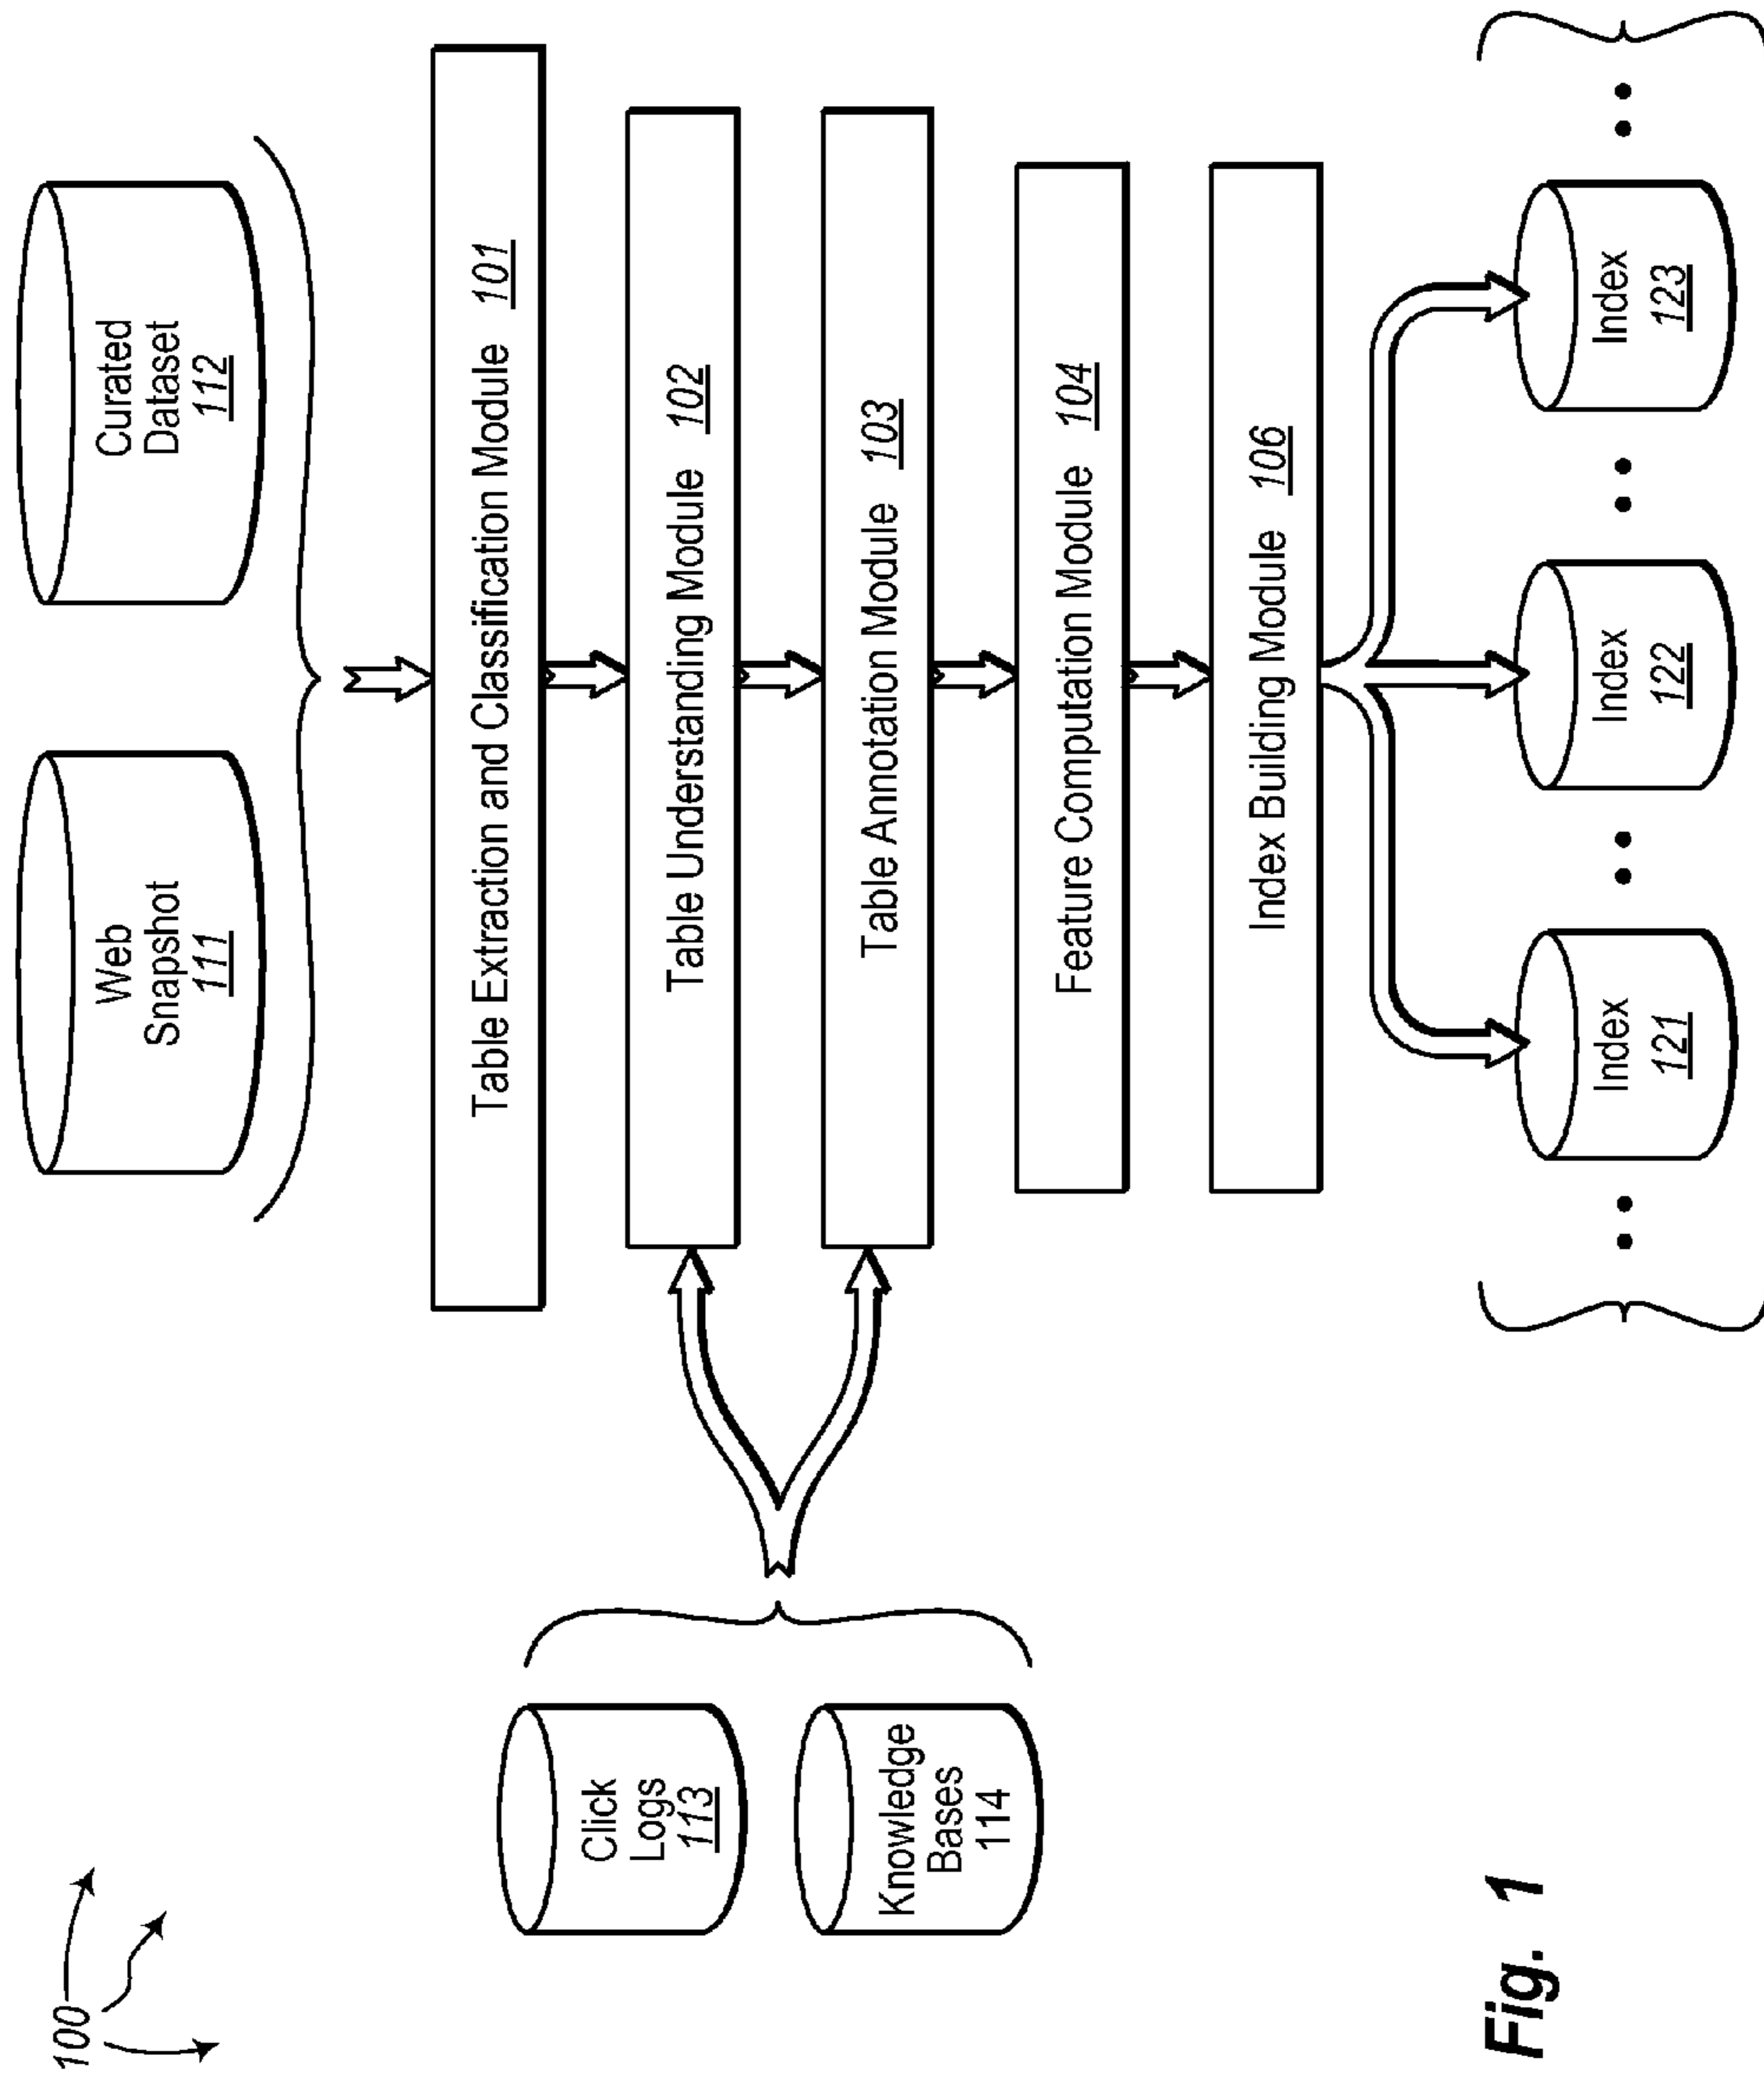 100
Web
Snapshot
111
Curated
Dataset
112
Table Extraction and Classification Module 101
Click
Logs
113
Table Understanding Module 102
Knowledge
Bases
114
Table Annotation Module 103
Feature Computation Module 104
Index Building Module 106
Index
121
Index
122
Index
123
Fig. 1